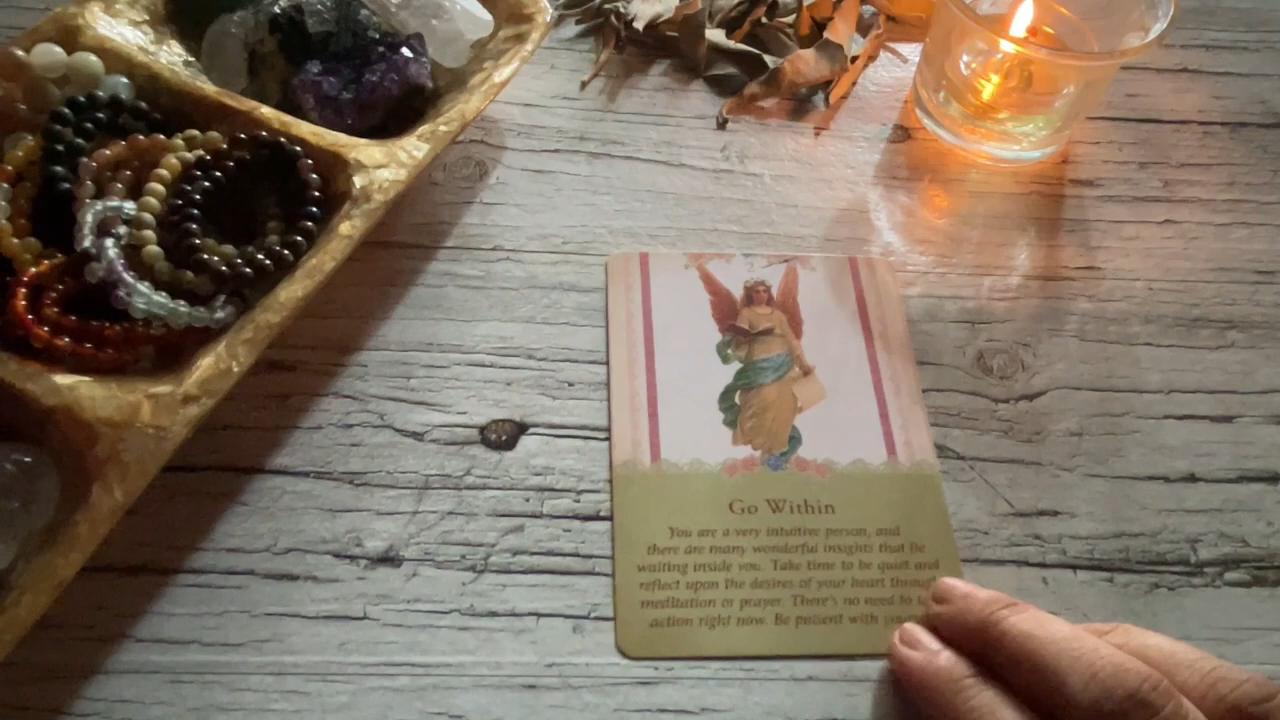 2
Go Within
You are a very intuitive person, and
there are many wonderful insights that lie
waiting inside you. Take time to be quiet and
reflect upon the desires of your heart through
meditation or prayer. There's no need to
action right now. Be patient with